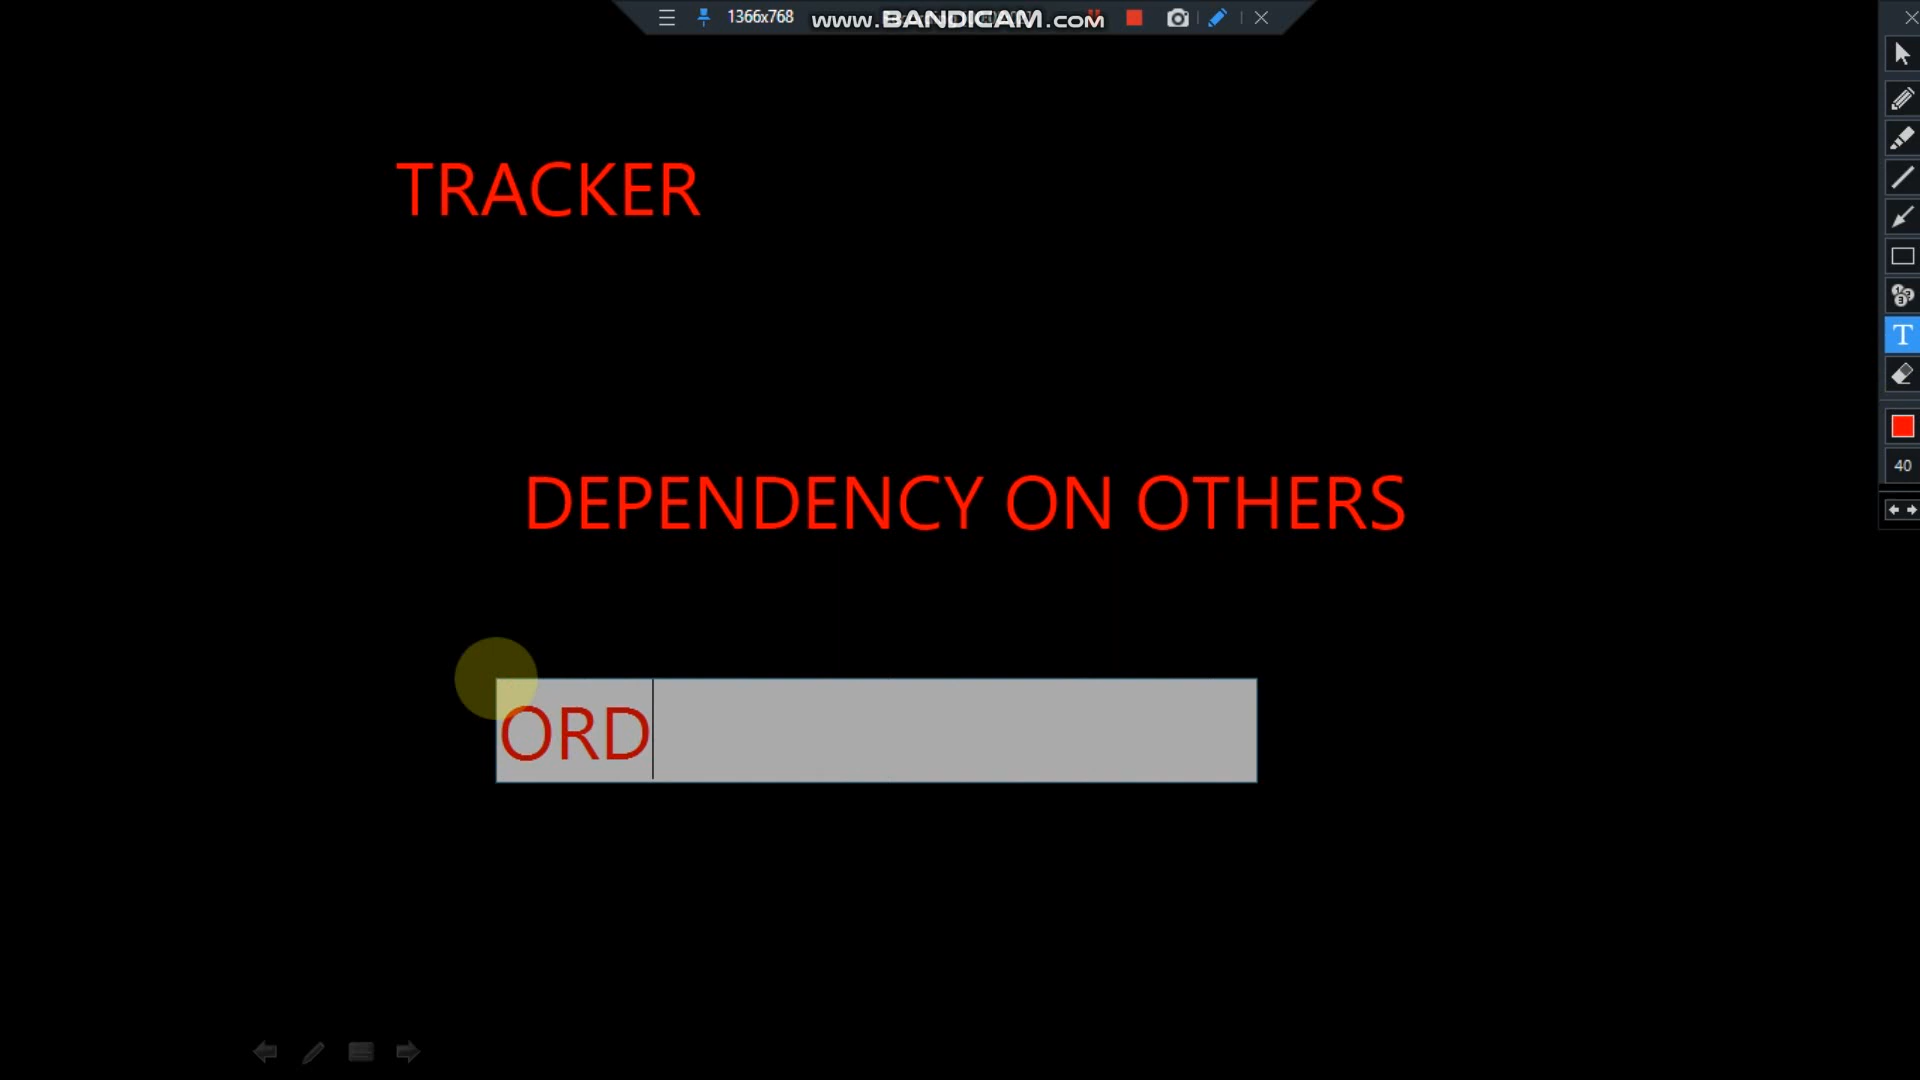 1366x768
www.BANDICAM.com
TRACKER
DEPENDENCY ON OTHERS
ORD
T
40